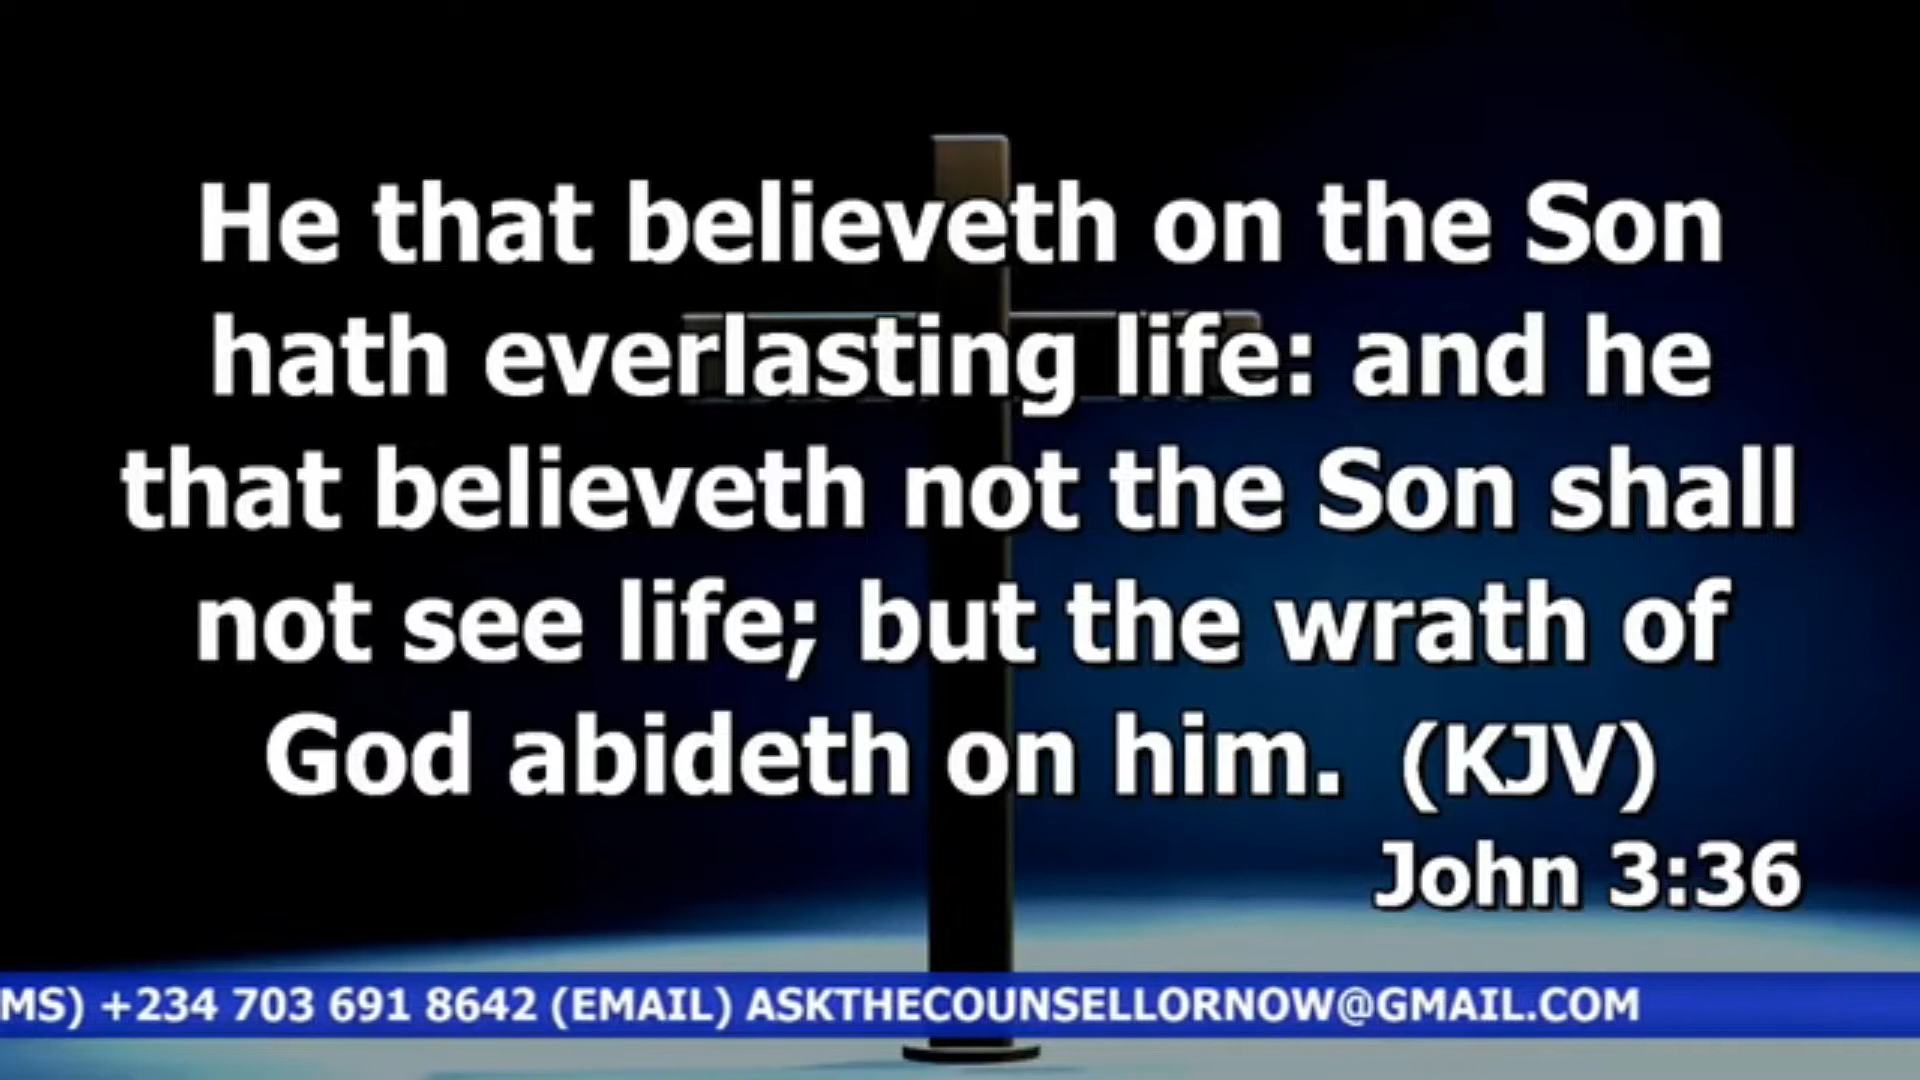 He that believeth on the Son
hath everlasting life: and he
that believeth not the Son shall
not see life; but the wrath of
God abideth on him. (KJV)
John 3:36
MS) +234 703 691 8642 (EMAIL) ASKTHECOUNSELLORNOW@GMAIL.COM